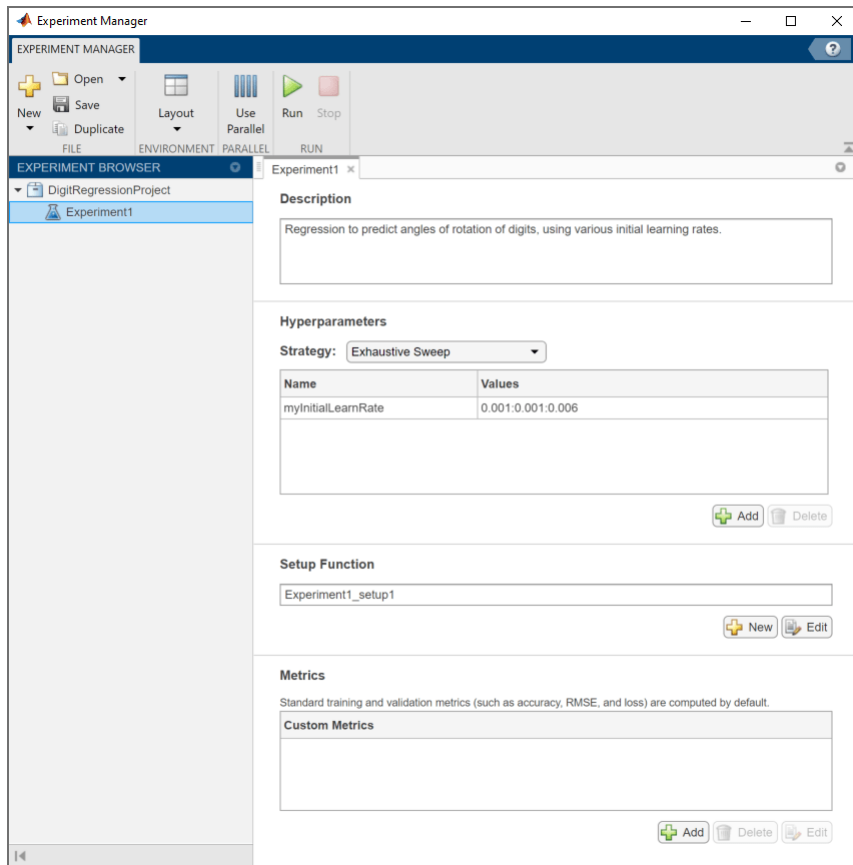 Experiment Manager
EXPERIMENT MANAGER
?
New
Open
Save
Duplicate
FILE
Layout
ENVIRONMENT
Use
Parallel
PARALLEL
Run
Stop
RUN
EXPERIMENT BROWSER
DigitRegressionProject
Experiment1
Experiment1
Description
Regression to predict angles of rotation of digits, using various initial learning rates.
Hyperparameters
Strategy: Exhaustive Sweep
Name Values
myInitialLearnRate 0.001:0.001:0.006
Add Delete
Setup Function
Experiment1_setup1
New Edit
Metrics
Standard training and validation metrics (such as accuracy, RMSE, and loss) are computed by default.
Custom Metrics
Add Delete Edit